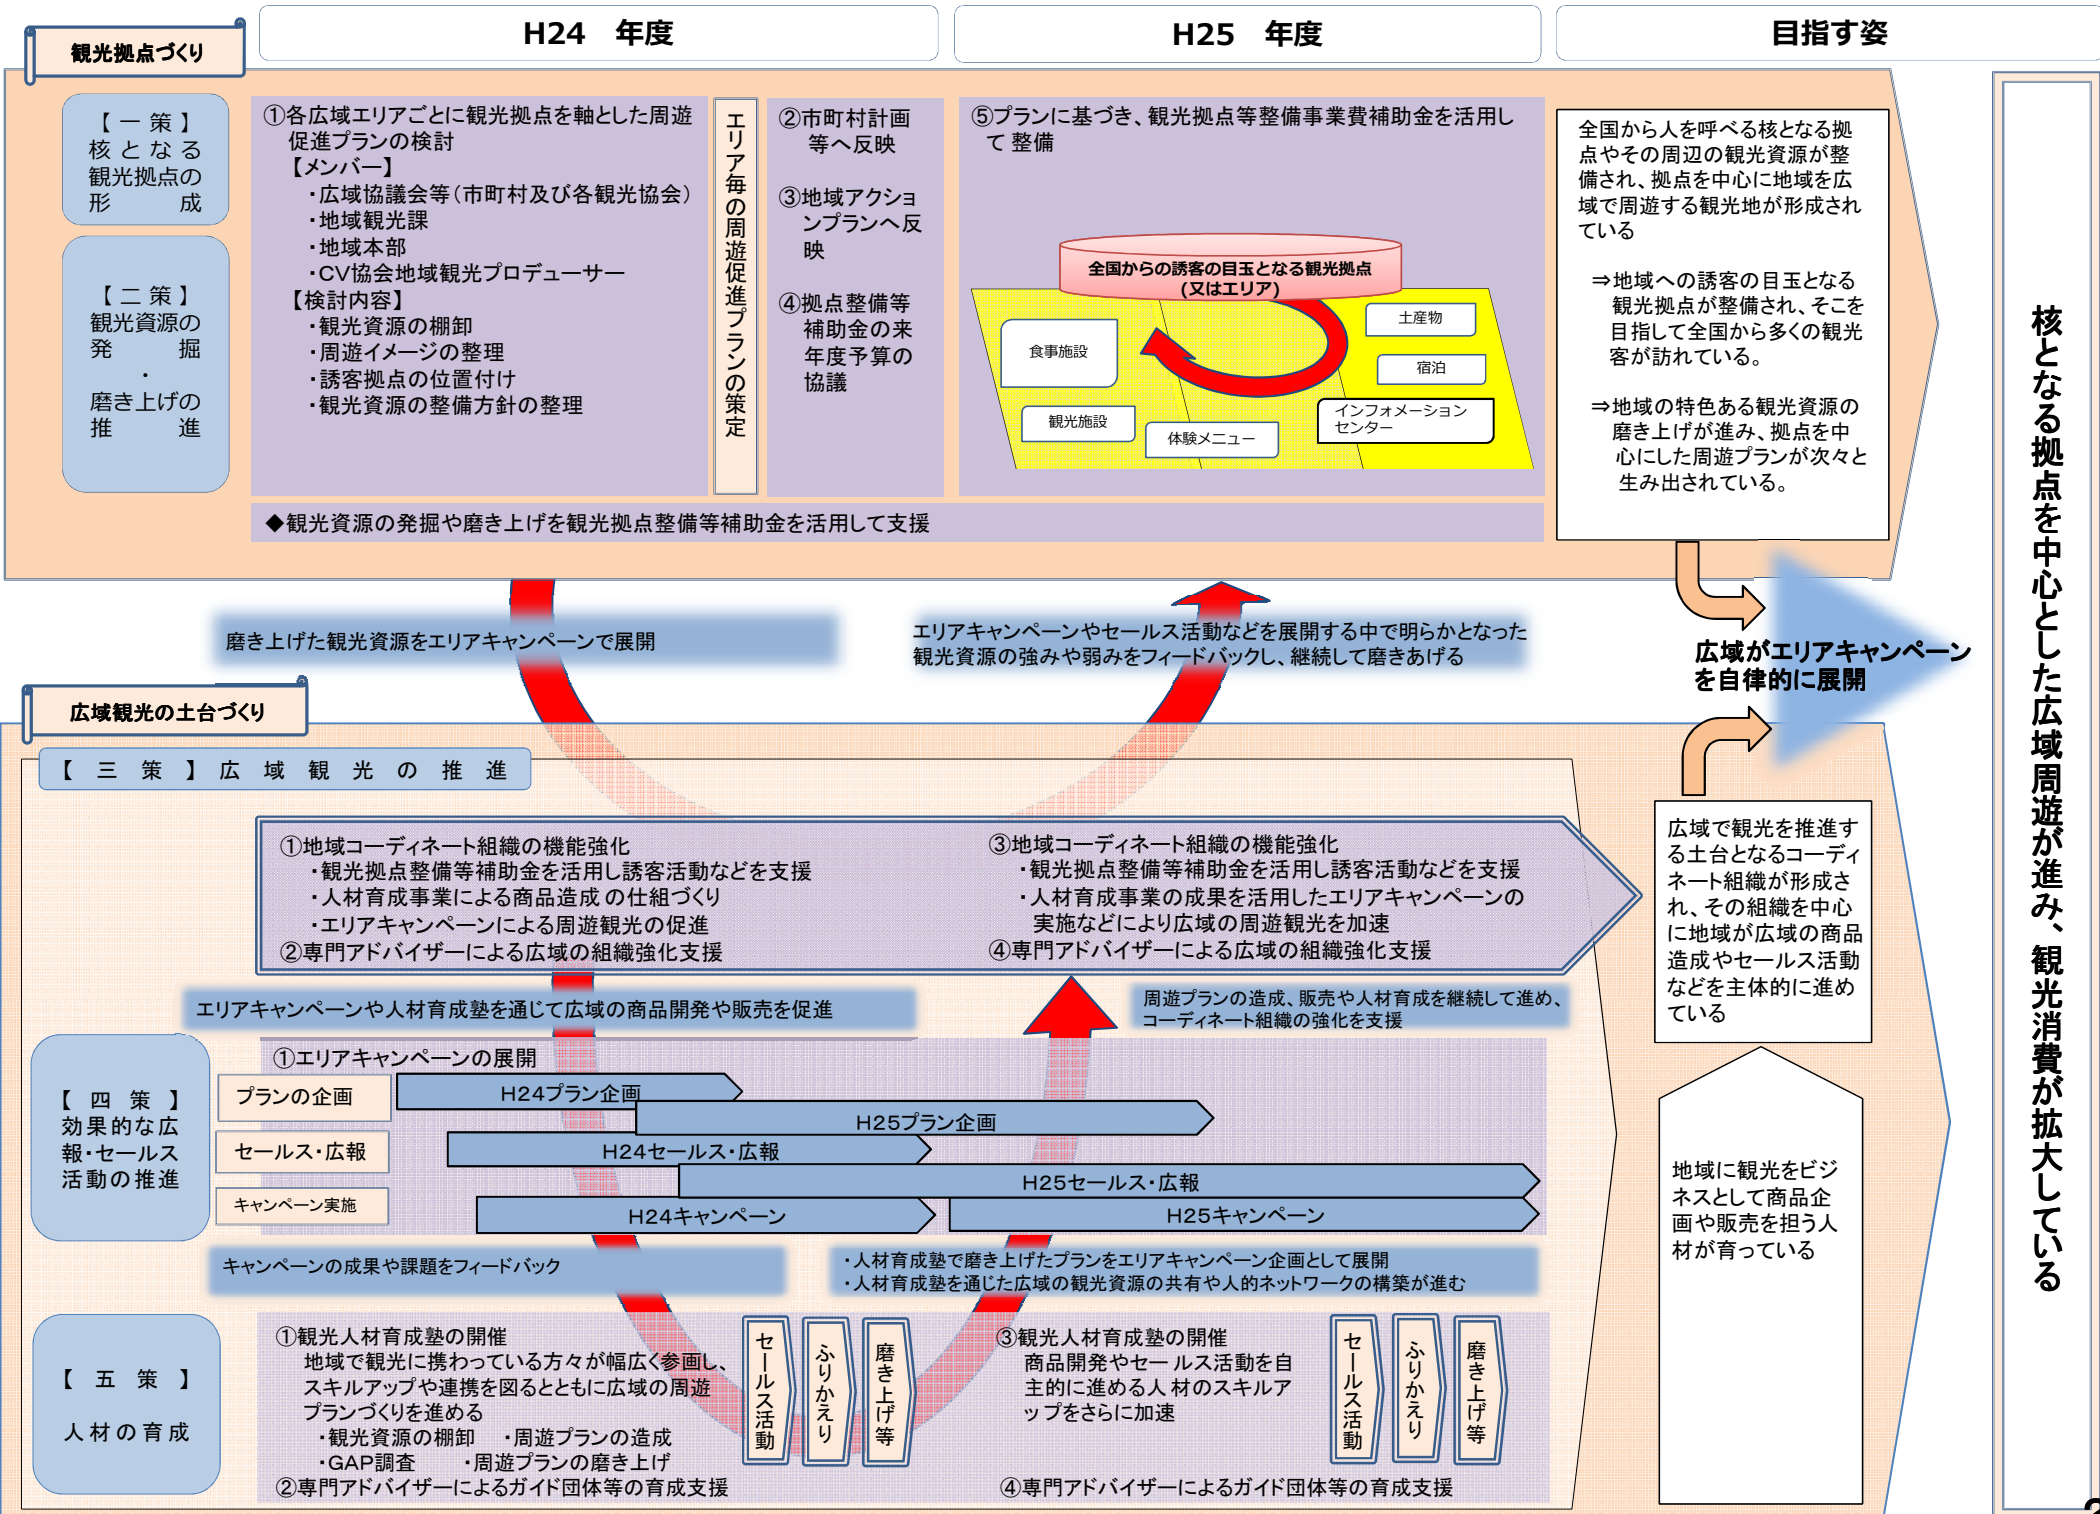 H24　年度
H25　年度
目指す姿
観光拠点づくり
【一策】
核となる
観光拠点の
形　　成
【二策】
観光資源の
発　　掘
・
磨き上げの
推　　進
①各広域エリアごとに観光拠点を軸とした周遊
促進プランの検討
【メンバー】
・広域協議会等（市町村及び各観光協会）
・地域観光課
・地域本部
・CV協会地域観光プロデューサー
【検討内容】
・観光資源の棚卸
・周遊イメージの整理
・誘客拠点の位置付け
・観光資源の整備方針の整理
エリア毎の周遊促進プランの策定
②市町村計画
等へ反映
③地域アクショ
ンプランへ反
映
④拠点整備等
補助金の来
年度予算の
協議
⑤プランに基づき、観光拠点等整備事業費補助金を活用し
て 整備
全国からの誘客の目玉となる観光拠点
（又はエリア）
食事施設
土産物
宿泊
観光施設
体験メニュー
インフォメーション
センター
◆観光資源の発掘や磨き上げを観光拠点整備等補助金を活用して支援
全国から人を呼べる核となる拠
点やその周辺の観光資源が整
備され、拠点を中心に地域を広
域で周遊する観光地が形成され
ている
⇒地域への誘客の目玉となる
観光拠点が整備され、そこを
目指して全国から多くの観光
客が訪れている。
⇒地域の特色ある観光資源の
磨き上げが進み、拠点を中
心にした周遊プランが次々と
生み出されている。
核となる拠点を中心とした広域周遊が進み、観光消費が拡大している
磨き上げた観光資源をエリアキャンペーンで展開
エリアキャンペーンやセールス活動などを展開する中で明らかとなった
観光資源の強みや弱みをフィードバックし、継続して磨きあげる
広域がエリアキャンペーン
を自律的に展開
広域観光の土台づくり
【三策】広域観光の推進
①地域コーディネート組織の機能強化
・観光拠点整備等補助金を活用し誘客活動などを支援
・人材育成事業による商品造成の仕組づくり
・エリアキャンペーンによる周遊観光の促進
②専門アドバイザーによる広域の組織強化支援
③地域コーディネート組織の機能強化
・観光拠点整備等補助金を活用し誘客活動などを支援
・人材育成事業の成果を活用したエリアキャンペーンの
実施などにより広域の周遊観光を加速
④専門アドバイザーによる広域の組織強化支援
広域で観光を推進す
る土台となるコーディ
ネート組織が形成さ
れ、その組織を中心
に地域が広域の商品
造成やセールス活動
などを主体的に進め
ている
エリアキャンペーンや人材育成塾を通じて広域の商品開発や販売を促進
周遊プランの造成、販売や人材育成を継続して進め、
コーディネート組織の強化を支援
【四策】
効果的な広
報・セールス
活動の推進
①エリアキャンペーンの展開
プランの企画
H24プラン企画
H25プラン企画
セールス・広報
H24セールス・広報
H25セールス・広報
キャンペーン実施
H24キャンペーン
H25キャンペーン
地域に観光をビジ
ネスとして商品企
画や販売を担う人
材が育っている
キャンペーンの成果や課題をフィードバック
・人材育成塾で磨き上げたプランをエリアキャンペーン企画として展開
・人材育成塾を通じた広域の観光資源の共有や人的ネットワークの構築が進む
【五策】
人材の育成
①観光人材育成塾の開催
地域で観光に携わっている方々が幅広く参画し、
スキルアップや連携を図るとともに広域の周遊
プランづくりを進める
・観光資源の棚卸　・周遊プランの造成
・GAP調査　・周遊プランの磨き上げ
②専門アドバイザーによるガイド団体等の育成支援
セールス活動
ふりかえり
磨き上げ等
③観光人材育成塾の開催
商品開発やセールス活動を自
主的に進める人材のスキルア
ップをさらに加速
④専門アドバイザーによるガイド団体等の育成支援
セールス活動
ふりかえり
磨き上げ等